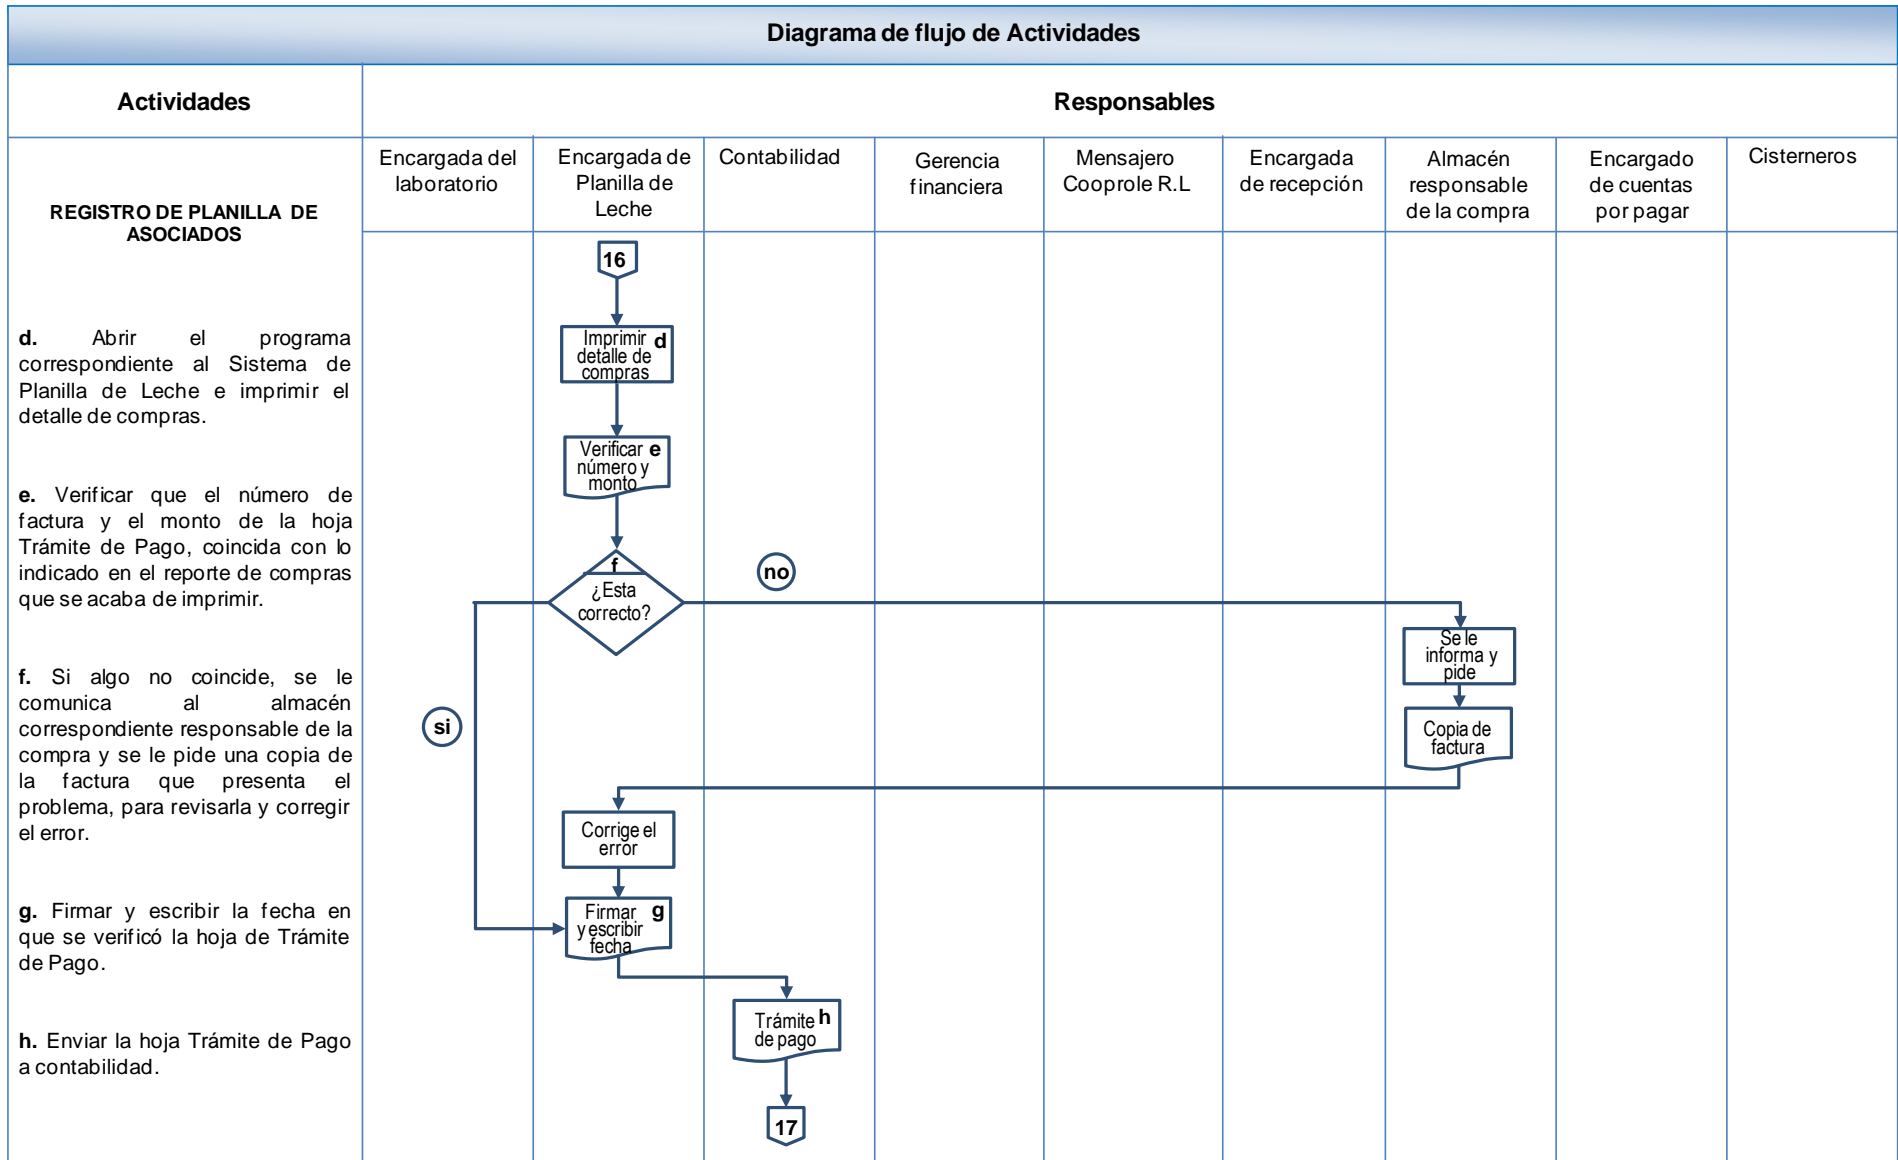 Diagrama de flujo de Actividades
Actividades
Responsables
REGISTRO DE PLANILLA DE
ASOCIADOS
Encargada del
laboratorio
Encargada de
Planilla de
Leche
Contabilidad
Gerencia
financiera
Mensajero
Cooprole R.L
Encargada
de recepción
Almacén
responsable
de la compra
Encargado
de cuentas
por pagar
Cisterneros
d. Abrir el programa
correspondiente al Sistema de
Planilla de Leche e imprimir el
detalle de compras.
e. Verificar que el número de
factura y el monto de la hoja
Trámite de Pago, coincida con lo
indicado en el reporte de compras
que se acaba de imprimir.
f. Si algo no coincide, se le
comunica al almacén
correspondiente responsable de la
compra y se le pide una copia de
la factura que presenta el
problema, para revisarla y corregir
el error.
g. Firmar y escribir la fecha en
que se verificó la hoja de Trámite
de Pago.
h. Enviar la hoja Trámite de Pago
a contabilidad.
16
Imprimir d
detalle de
compras
Verificar e
número y
monto
f
¿Esta
correcto?
no
si
Se le
informa y
pide
Copia de
factura
Corrige el
error
Firmar g
y escribir
fecha
Trámite h
de pago
17